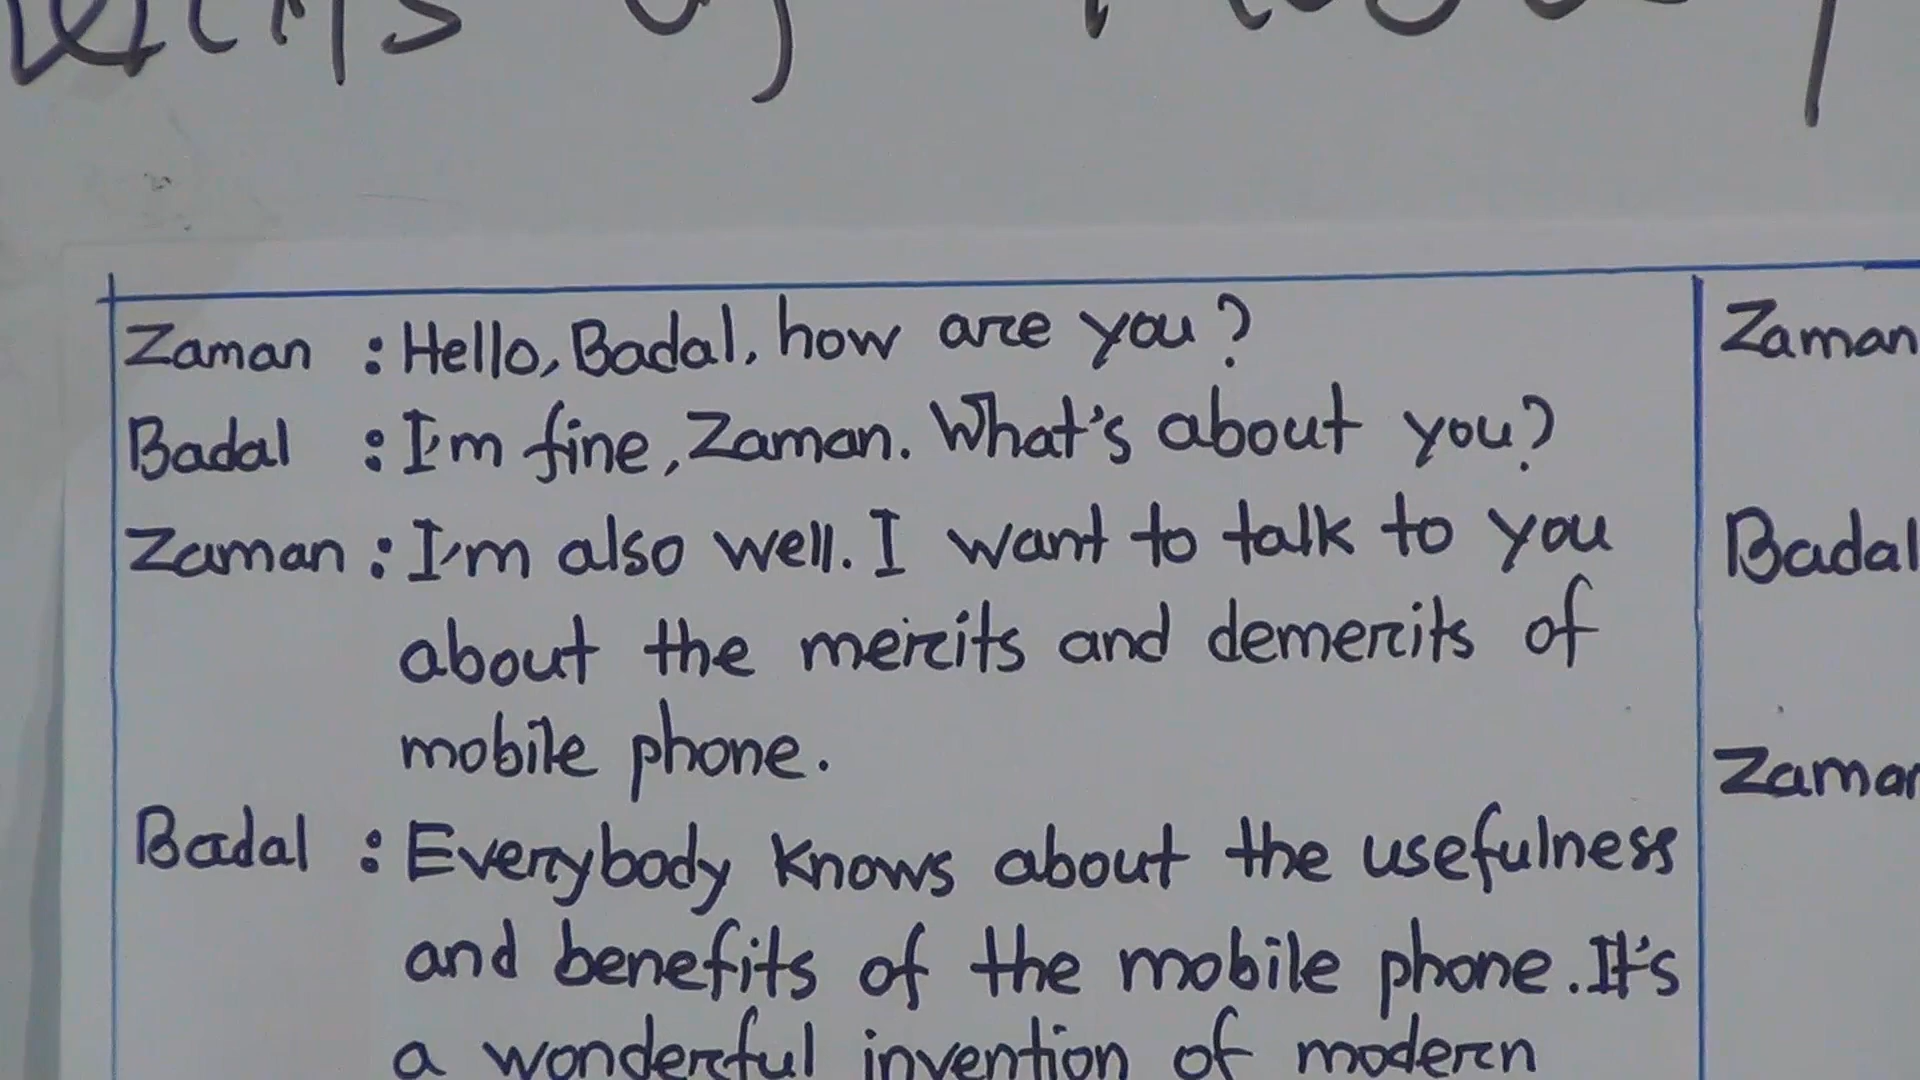 of
Zaman : Hello, Badal, how are you?
Badal : I'm fine, Zaman. What's about you?
Zaman : I'm also well. I want to talk to you
about the merits and demerits of
mobile phone.
Badal : Everybody knows about the usefulness
and benefits of the mobile phone. It's
a wonderful invention of modern
Zaman
Badal
Zaman